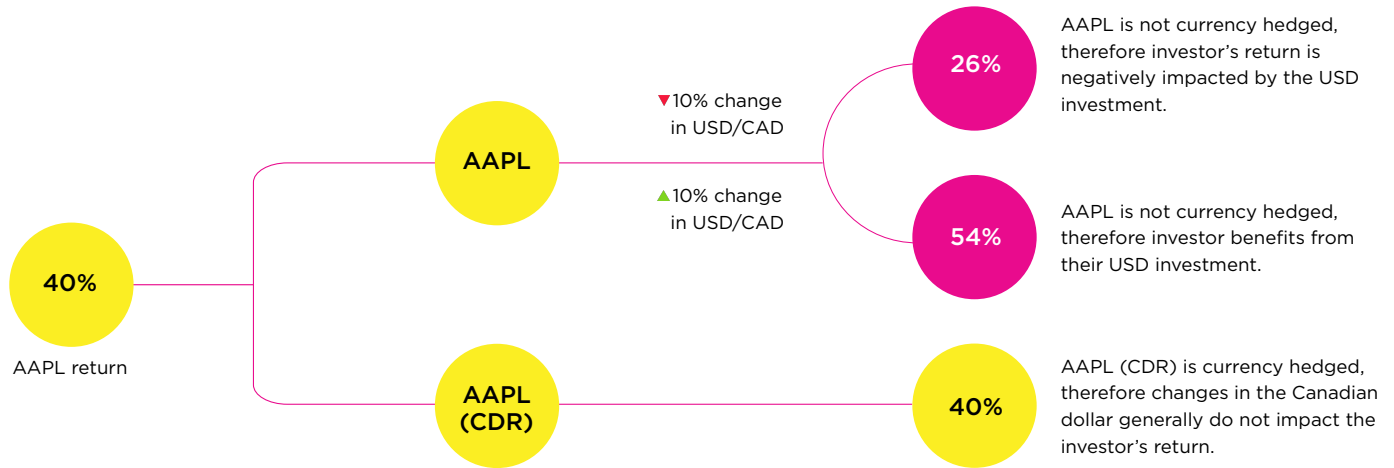 40%
AAPL return
AAPL
▼10% change
in USD/CAD
▲10% change
in USD/CAD
26%
AAPL is not currency hedged,
therefore investor’s return is
negatively impacted by the USD
investment.
54%
AAPL is not currency hedged,
therefore investor benefits from
their USD investment.
AAPL
(CDR)
40%
AAPL (CDR) is currency hedged,
therefore changes in the Canadian
dollar generally do not impact the
investor’s return.